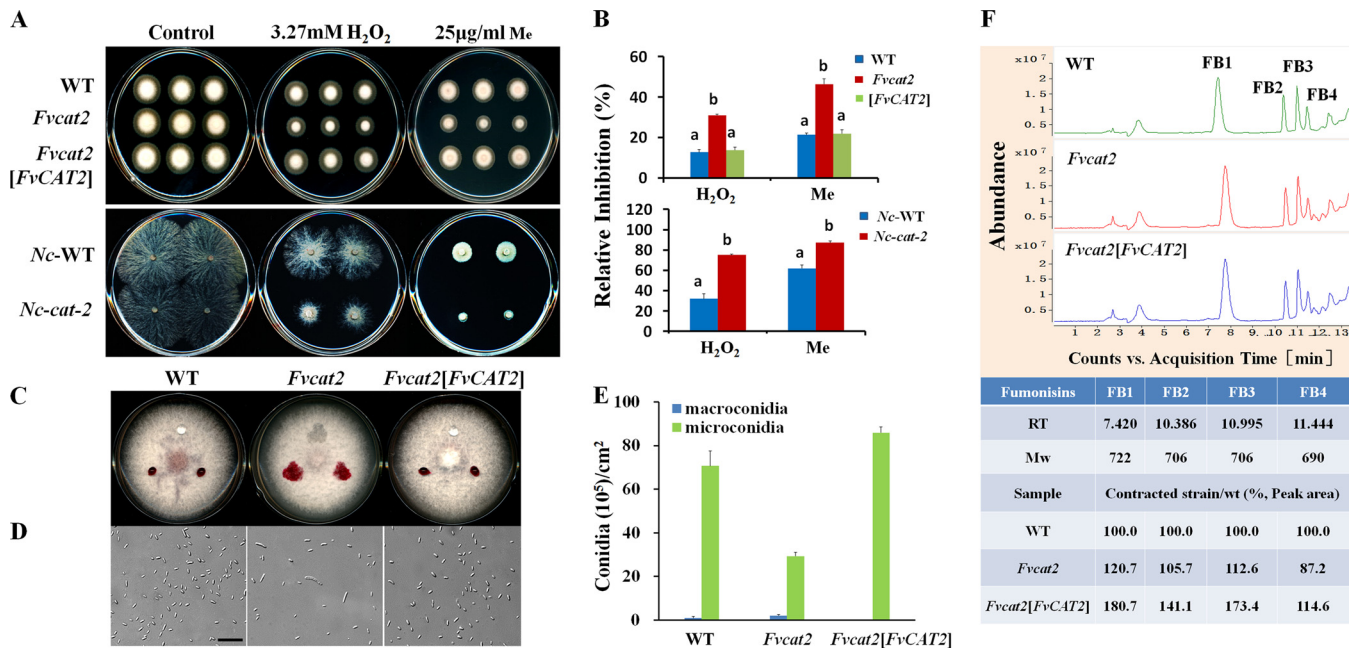 A
Control
3.27mM H₂O₂
25μg/ml Me
WT
Fvcat2
Fvcat2
[FvCAT2]
Nc-WT
Nc-cat-2
B
Relative Inhibition (%)
60
40
20
0
a
b
a
a
b
a
H₂O₂
Me
WT
Fvcat2
[FvCAT2]
120
100
80
60
40
20
0
a
b
a
b
H₂O₂
Me
Nc-WT
Nc-cat-2
C
WT
Fvcat2
Fvcat2[FvCAT2]
D
E
Conidia (10⁵)/cm²
100
80
60
40
20
0
macroconidia
microconidia
WT
Fvcat2
Fvcat2[FvCAT2]
F
Abundance
x10⁷
2
1.5
1
0.5
WT
FB1
FB2
FB3
FB4
x10⁷
2
1.5
1
0.5
Fvcat2
x10⁷
2
1.5
1
0.5
Fvcat2[FvCAT2]
1 2 3 4 5 6 7 8 9 .10 .11 .12. 13
Counts vs. Acquisition Time [min]
Fumonisins FB1 FB2 FB3 FB4
RT 7.420 10.386 10.995 11.444
Mw 722 706 706 690
Sample Contracted strain/wt (%, Peak area)
WT 100.0 100.0 100.0 100.0
Fvcat2 120.7 105.7 112.6 87.2
Fvcat2[FvCAT2] 180.7 141.1 173.4 114.6